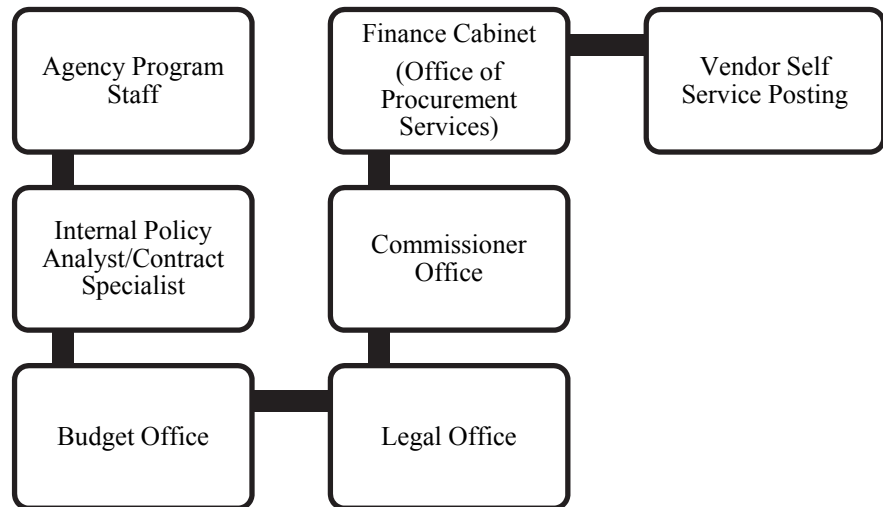 Agency Program
Staff
Internal Policy
Analyst/Contract
Specialist
Budget Office
Legal Office
Commissioner
Office
Finance Cabinet
(Office of
Procurement
Services)
Vendor Self
Service Posting